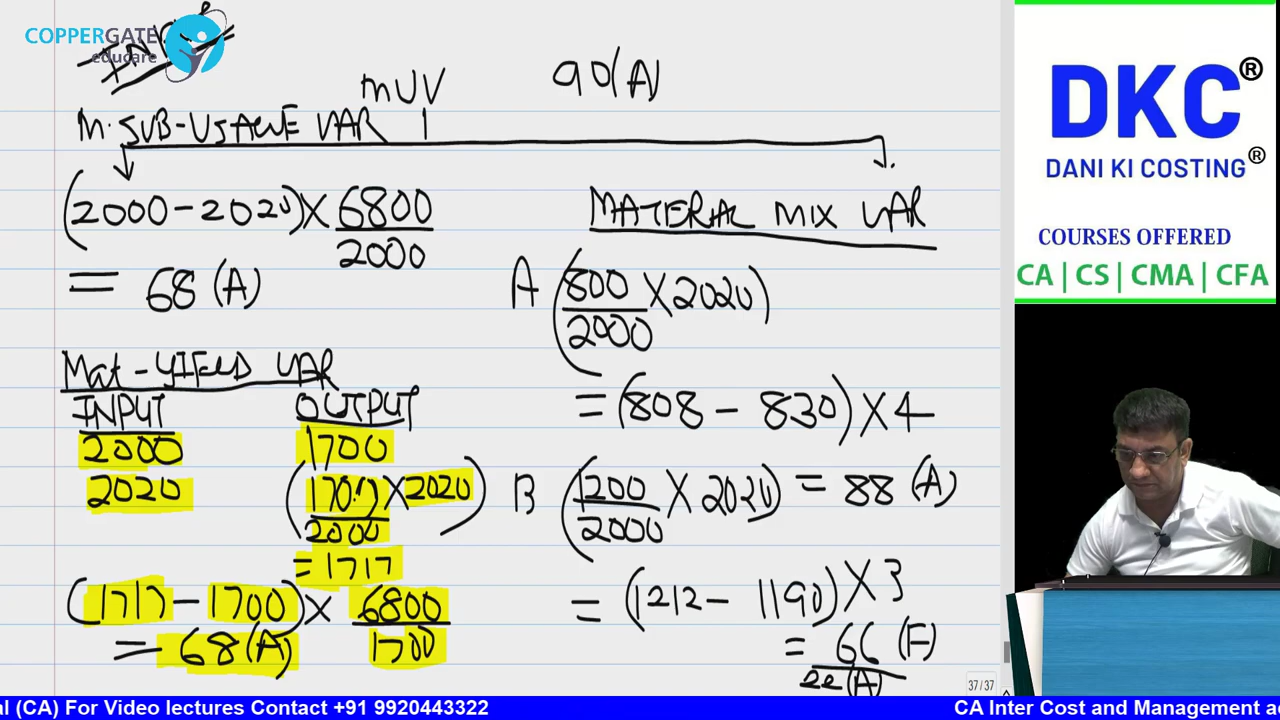 COPPERGATE
educare
MUV
90(A)
M. SUB-USAGE VAR
(2000-2020) X 6800
2000
= 68 (A)
MATERIAL MIX VAR
A (800 X 2020)
2000
= (808 - 830) X 4
= 88 (A)
B (1200 X 2020)
2000
= (1212 - 1190) X 3
= 66 (F)
22 (A)
Mat-YIELD VAR
INPUT OUTPUT
2000 1700
2020 (1700 X 2020)
2000
= 1717
(1717 - 1700) X 6800
1700
= 68(A)
37/37
DKC®
DANI KI COSTING®
COURSES OFFERED
CA | CS | CMA | CFA
al (CA) For Video lectures Contact +91 9920443322
CA Inter Cost and Management ac